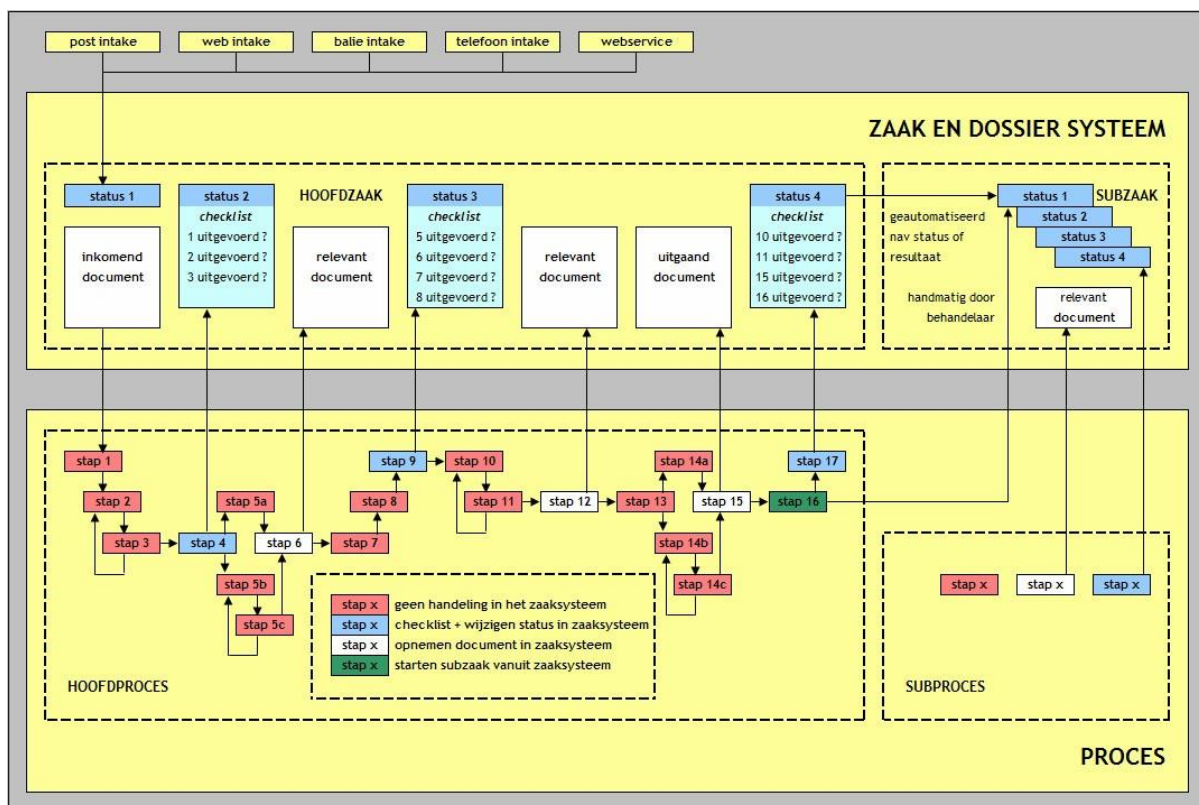 post intake
web intake
balie intake
telefoon intake
webservice
ZAAK EN DOSSIER SYSTEEM
HOOFDZAAK
status 1
inkomend
document
status 2
checklist
1 uitgevoerd ?
2 uitgevoerd ?
3 uitgevoerd ?
relevant
document
status 3
checklist
5 uitgevoerd ?
6 uitgevoerd ?
7 uitgevoerd ?
8 uitgevoerd ?
relevant
document
uitgaand
document
status 4
checklist
10 uitgevoerd ?
11 uitgevoerd ?
15 uitgevoerd ?
16 uitgevoerd ?
SUBZAAK
status 1
status 2
status 3
status 4
geautomatiseerd
nav status of
resultaat
handmatig door
behandelaar
relevant
document
stap 1
stap 2
stap 3
stap 4
stap 5a
stap 5b
stap 5c
stap 6
stap 7
stap 8
stap 9
stap 10
stap 11
stap 12
stap 13
stap 14a
stap 14b
stap 14c
stap 15
stap 16
stap 17
stap x geen handeling in het zaaksysteem
stap x checklist + wijzigen status in zaaksysteem
stap x opnemen document in zaaksysteem
stap x starten subzaak vanuit zaaksysteem
HOOFDPROCES
stap x
stap x
stap x
SUBPROCES
PROCES